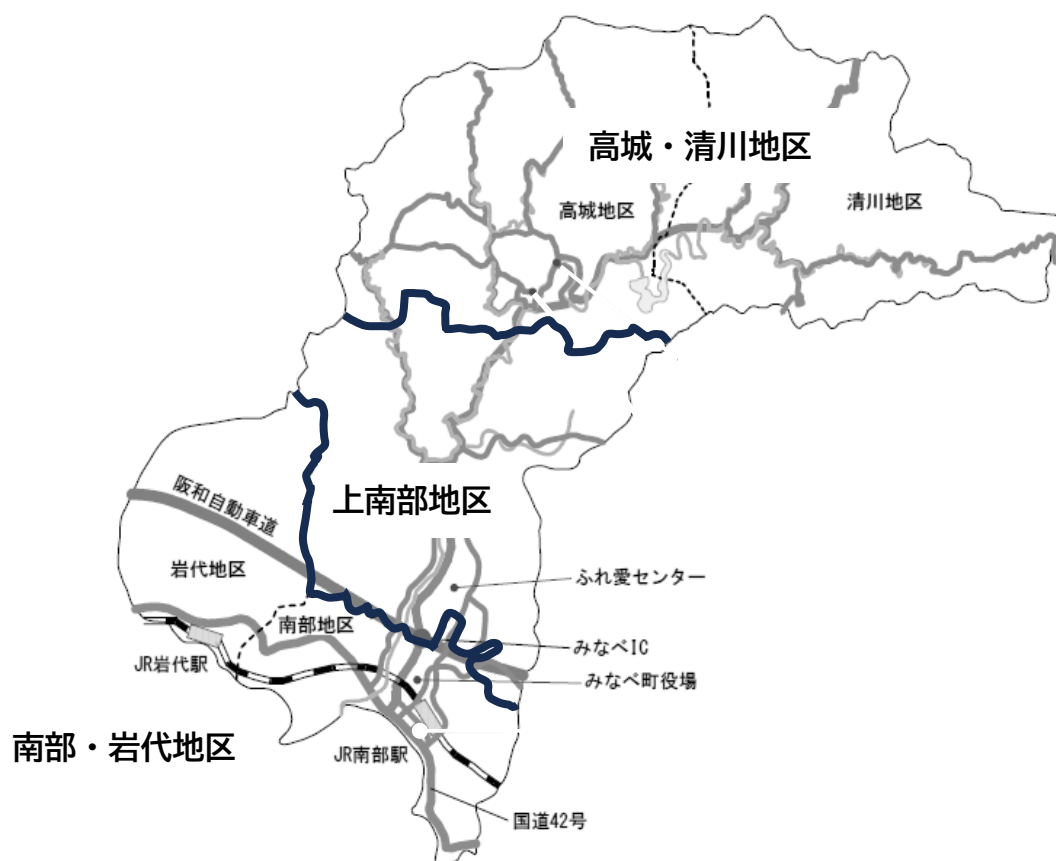 高城・清川地区
高城地区
清川地区
上南部地区
阪和自動車道
岩代地区
ふれ愛センター
南部地区
みなべIC
JR岩代駅
みなべ町役場
南部・岩代地区
JR南部駅
国道42号